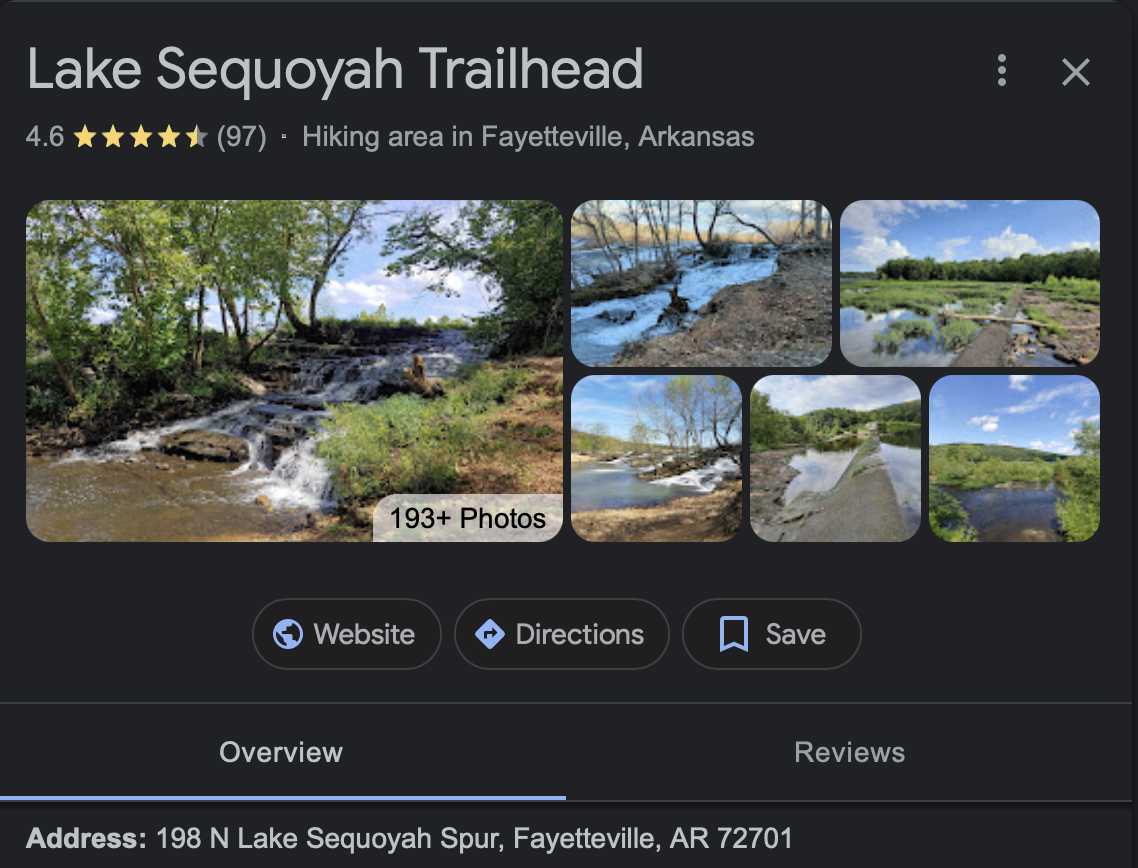 Lake Sequoyah Trailhead
4.6 (97) · Hiking area in Fayetteville, Arkansas
193+ Photos
Website Directions Save
Overview Reviews
Address: 198 N Lake Sequoyah Spur, Fayetteville, AR 72701